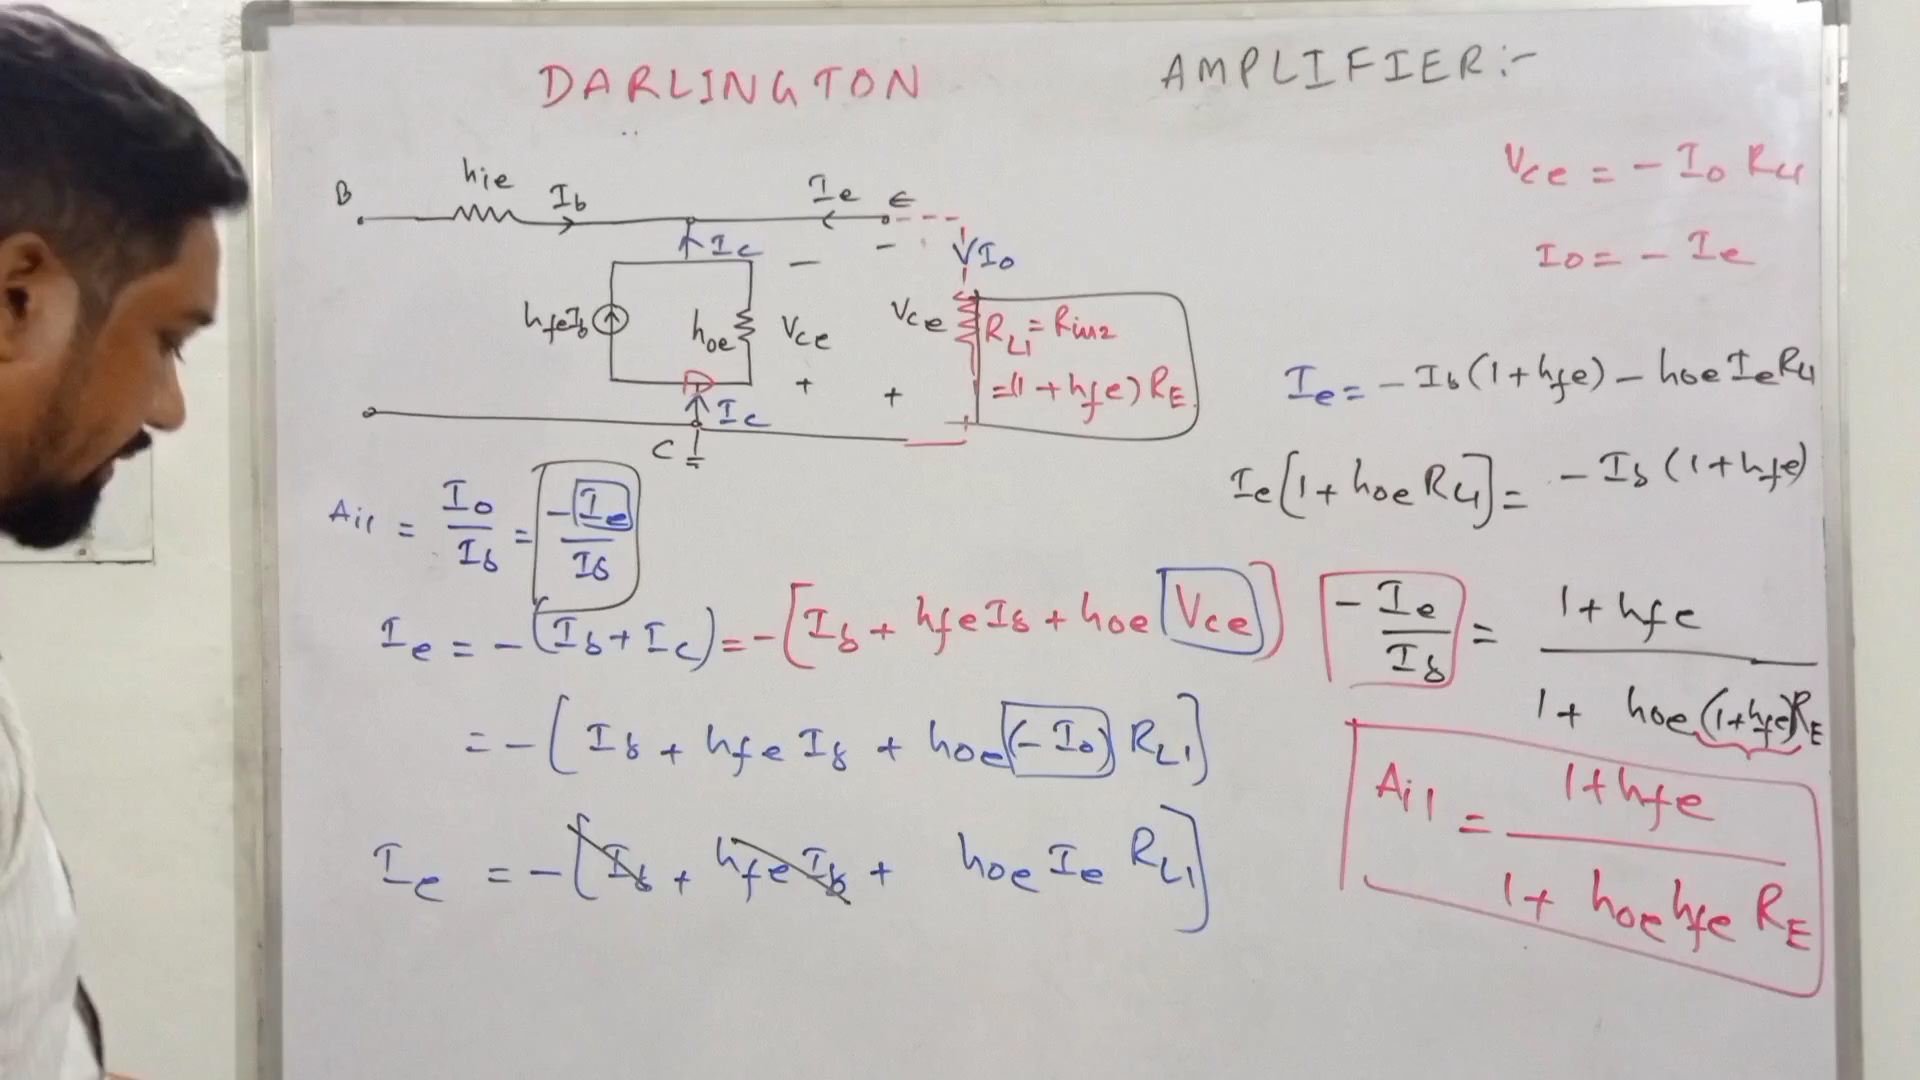 DARLINGTON AMPLIFIER:-
Vce = - Io RL1
Io = - Ie
B hie Ib Ie E
Ic - - Io
hfeIb hoe Vce Vce RL1 = Rin2
+ + =(1+hfe) RE
Ic
C
Ie = - Ib (1+hfe) - hoe Ie RL1
Ie [1 + hoe RL1] = - Ib (1+hfe)
Ai1 = Io / Ib = - Ie / Ib
Ie = - (Ib + Ic) = - [Ib + hfe Ib + hoe Vce]
= - [Ib + hfe Ib + hoe (- Io) RL1]
Ie = - [Ib + hfe Ib + hoe Ie RL1]
- Ie / Ib = 1+hfe / 1+ hoe (1+hfe)RE
Ai1 = 1+hfe / 1+ hoe hfe RE